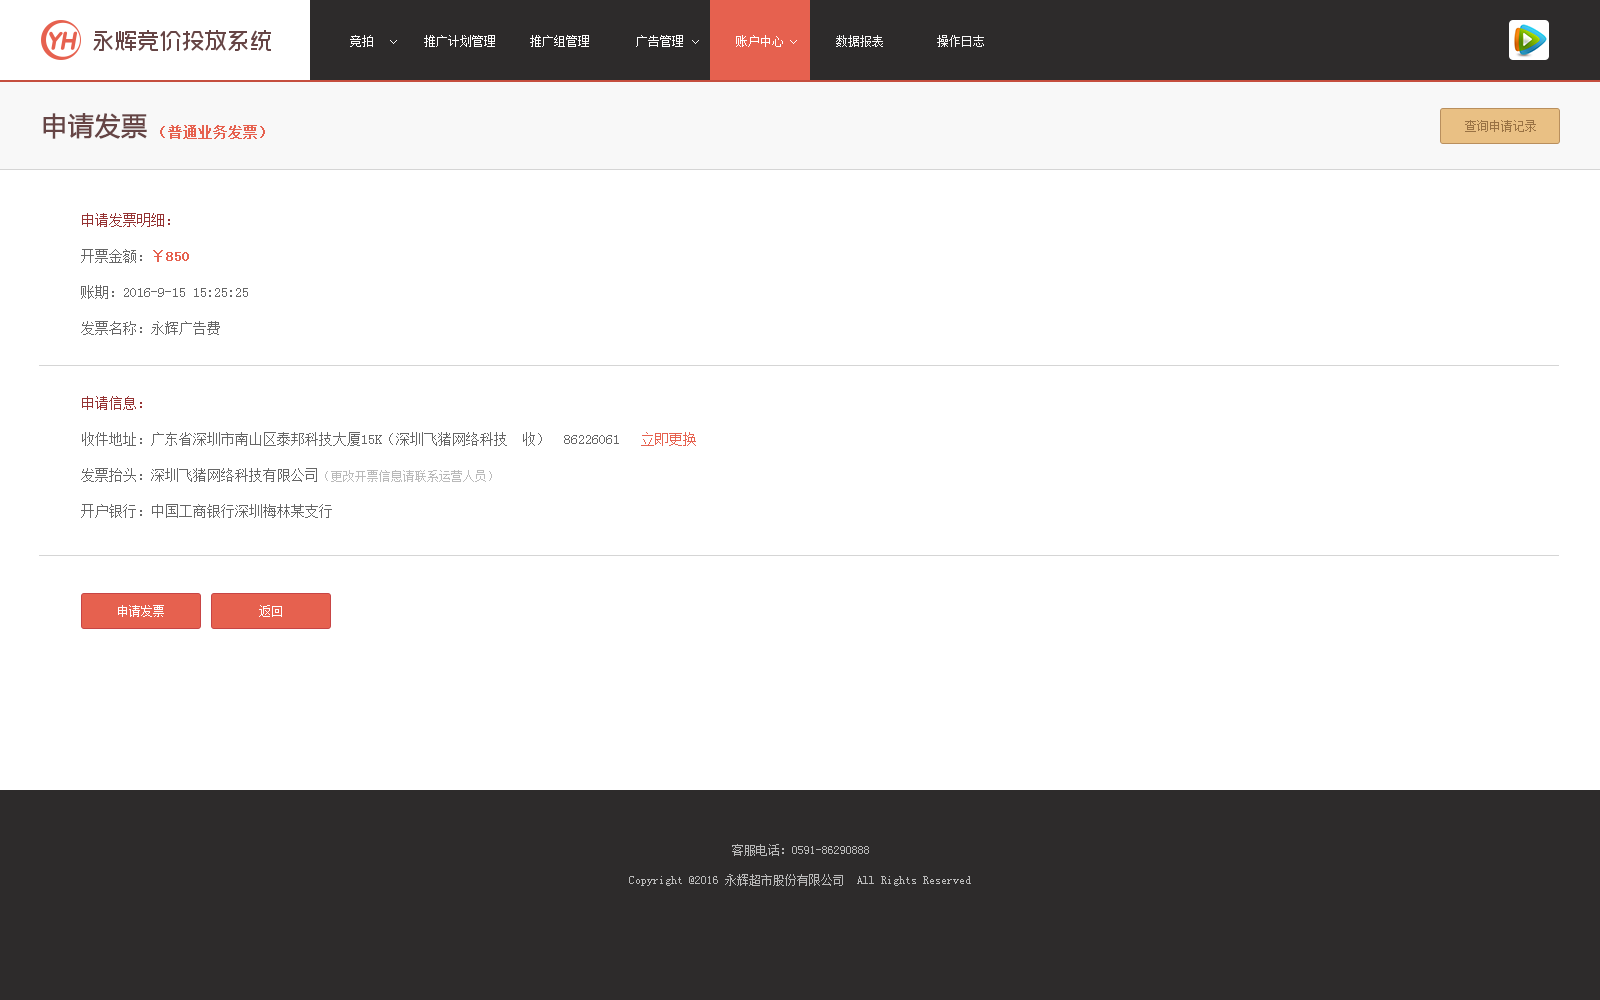 YH 永辉竞价投放系统
竞拍 推广计划管理 推广组管理 广告管理 账户中心 数据报表 操作日志
申请发票（普通业务发票）
查询申请记录
申请发票明细：
开票金额：￥850
账期：2016-9-15 15:25:25
发票名称：永辉广告费
申请信息：
收件地址：广东省深圳市南山区泰邦科技大厦15K（深圳飞猪网络科技 收） 86226061 立即更换
发票抬头：深圳飞猪网络科技有限公司（更改开票信息请联系运营人员）
开户银行：中国工商银行深圳梅林某支行
申请发票 返回
客服电话：0591-86290888
Copyright @2016 永辉超市股份有限公司 All Rights Reserved